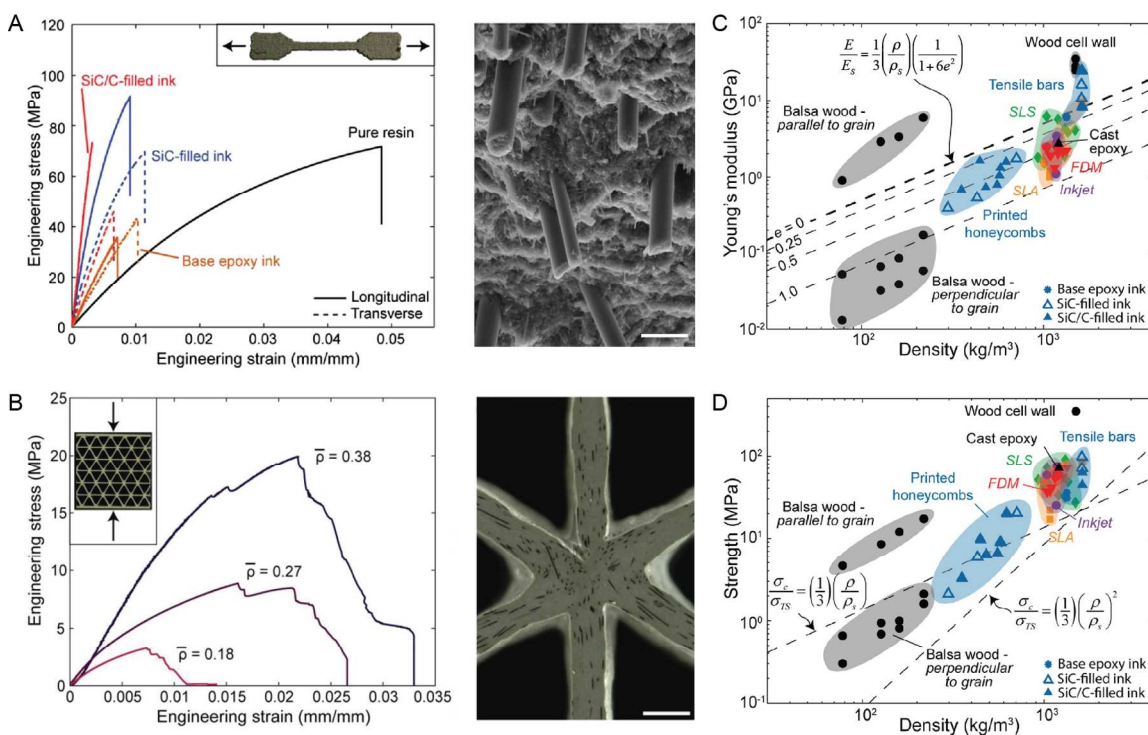 A
120
100
80
60
40
20
0
Engineering stress (MPa)
SiC/C-filled ink
SiC-filled ink
Pure resin
Base epoxy ink
Longitudinal
Transverse
0 0.01 0.02 0.03 0.04 0.05
Engineering strain (mm/mm)
B
25
20
15
10
5
0
Engineering stress (MPa)
ρ̅ = 0.38
ρ̅ = 0.27
ρ̅ = 0.18
0 0.005 0.01 0.015 0.02 0.025 0.03 0.035
Engineering strain (mm/mm)
C
10²
10¹
10⁰
10⁻¹
10⁻²
Young's modulus (GPa)
E/E_s = 1/3 (ρ/ρ_s) (1/(1+6e²))
Wood cell wall
Tensile bars
Balsa wood -
parallel to grain
SLS
Cast
epoxy
FDM
SLA
Inkjet
Printed
honeycombs
e = 0
0.25
0.5
1.0
Balsa wood -
perpendicular
to grain
Base epoxy ink
SiC-filled ink
SiC/C-filled ink
10² 10³
Density (kg/m³)
D
10²
10¹
10⁰
10⁻¹
Strength (MPa)
Wood cell wall
Cast epoxy
Tensile bars
SLS
Printed
honeycombs
FDM
Balsa wood -
parallel to grain
Inkjet
SLA
σ_c/σ_TS = (1/3) (ρ/ρ_s)
σ_c/σ_TS = (1/3) (ρ/ρ_s)²
Balsa wood -
perpendicular
to grain
Base epoxy ink
SiC-filled ink
SiC/C-filled ink
10² 10³
Density (kg/m³)